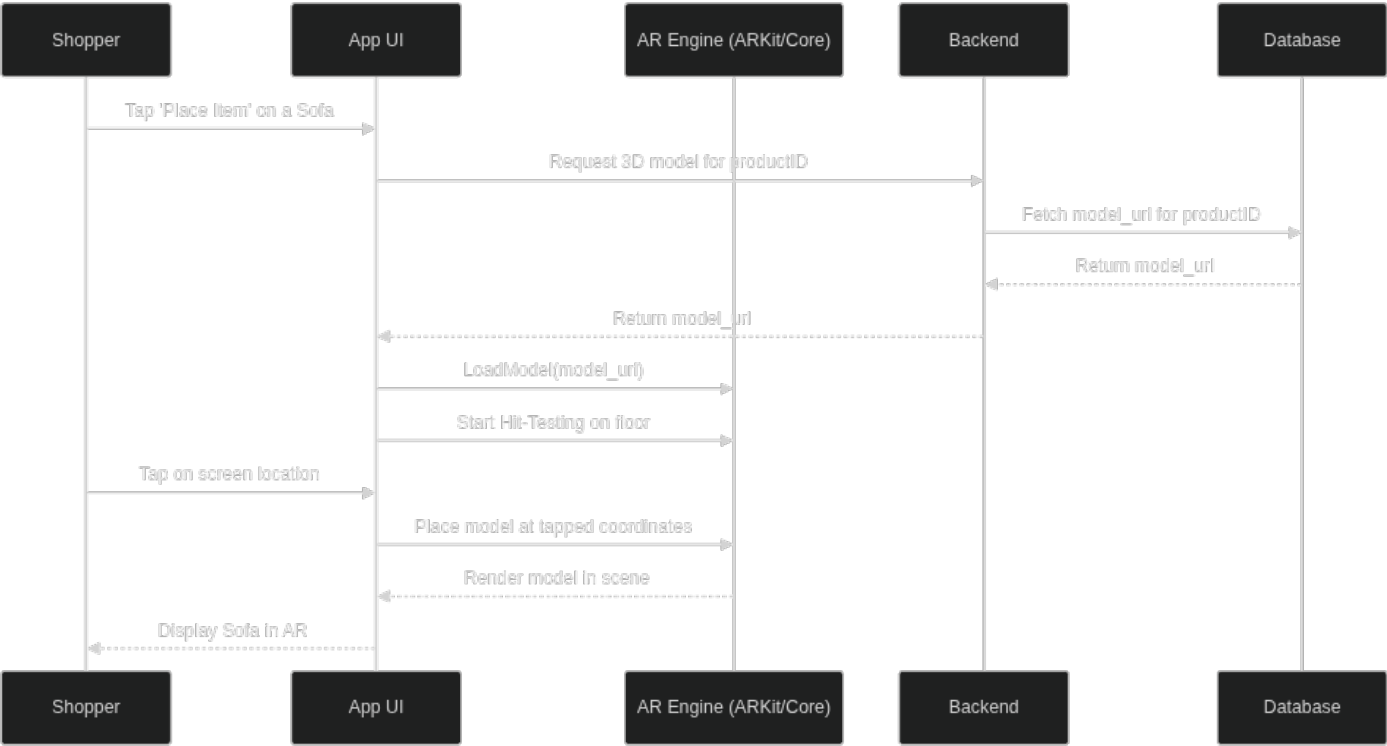 Shopper
App UI
AR Engine (ARKit/Core)
Backend
Database
Tap 'Place Item' on a Sofa
Request 3D model for productID
Fetch model_url for productID
Return model_url
Return model_url
LoadModel(model_url)
Start Hit-Testing on floor
Tap on screen location
Place model at tapped coordinates
Render model in scene
Display Sofa in AR
Shopper
App UI
AR Engine (ARKit/Core)
Backend
Database